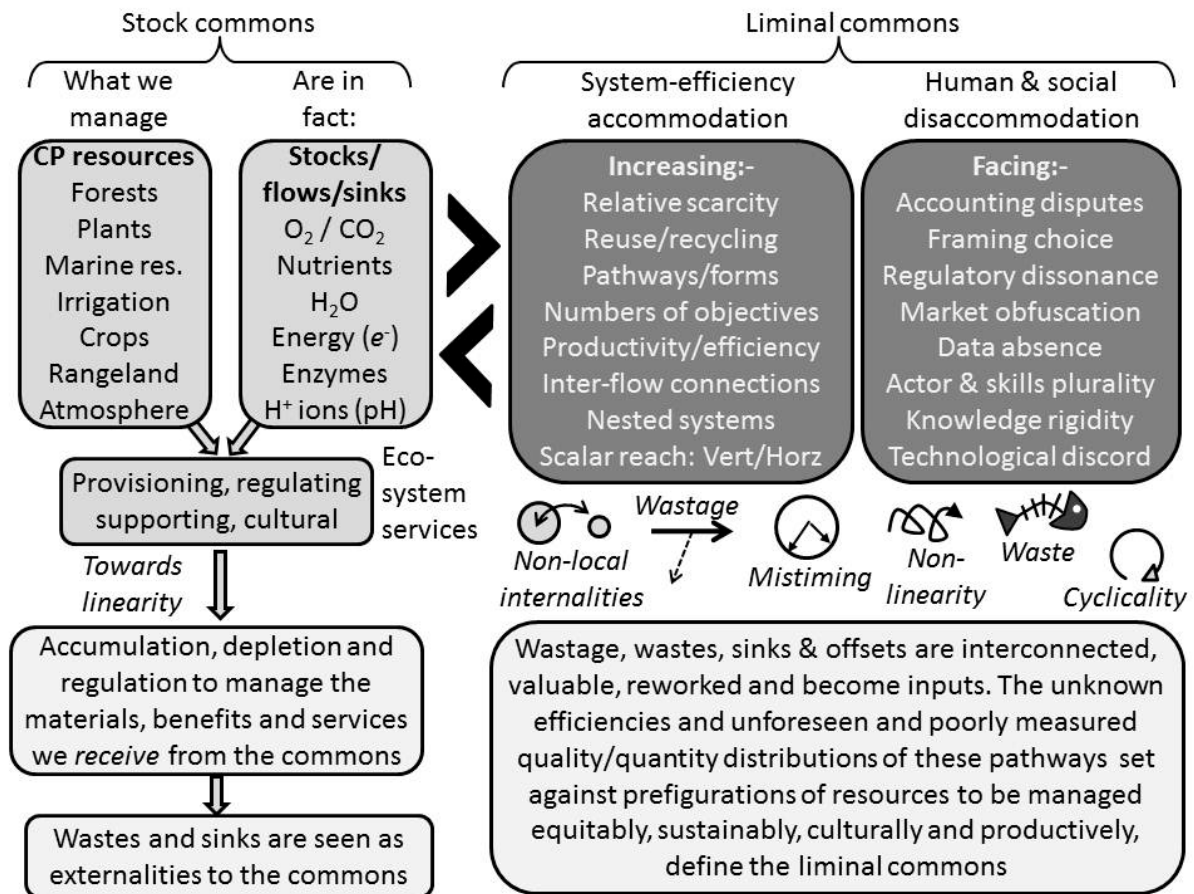 Stock commons
What we
manage
Are in
fact:
CP resources
Forests
Plants
Marine res.
Irrigation
Crops
Rangeland
Atmosphere
Stocks/
flows/sinks
O₂ / CO₂
Nutrients
H₂O
Energy (e⁻)
Enzymes
H⁺ ions (pH)
Provisioning, regulating
supporting, cultural
Eco-
system
services
Towards
linearity
Accumulation, depletion and
regulation to manage the
materials, benefits and services
we receive from the commons
Wastes and sinks are seen as
externalities to the commons
Liminal commons
System-efficiency
accommodation
Human & social
disaccommodation
Increasing:-
Relative scarcity
Reuse/recycling
Pathways/forms
Numbers of objectives
Productivity/efficiency
Inter-flow connections
Nested systems
Scalar reach: Vert/Horz
Facing:-
Accounting disputes
Framing choice
Regulatory dissonance
Market obfuscation
Data absence
Actor & skills plurality
Knowledge rigidity
Technological discord
Non-local
internalities
Wastage
Mistiming
Non-
linearity
Waste
Cyclicality
Wastage, wastes, sinks & offsets are interconnected,
valuable, reworked and become inputs. The unknown
efficiencies and unforeseen and poorly measured
quality/quantity distributions of these pathways set
against prefigurations of resources to be managed
equitably, sustainably, culturally and productively,
define the liminal commons